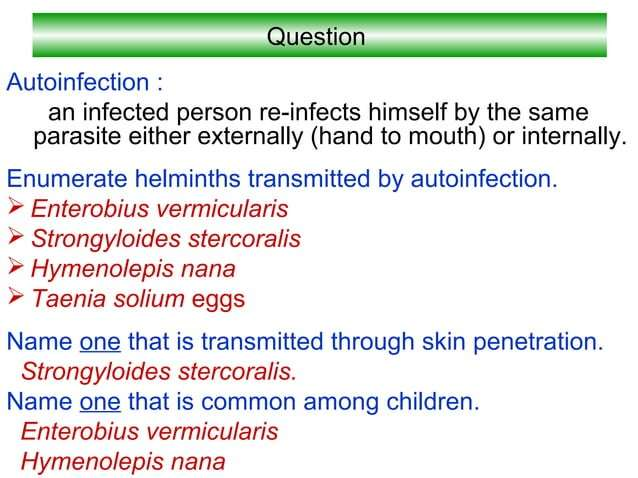 Question
Autoinfection :
an infected person re-infects himself by the same
parasite either externally (hand to mouth) or internally.
Enumerate helminths transmitted by autoinfection.
➢ Enterobius vermicularis
➢ Strongyloides stercoralis
➢ Hymenolepis nana
➢ Taenia solium eggs
Name one that is transmitted through skin penetration.
Strongyloides stercoralis.
Name one that is common among children.
Enterobius vermicularis
Hymenolepis nana